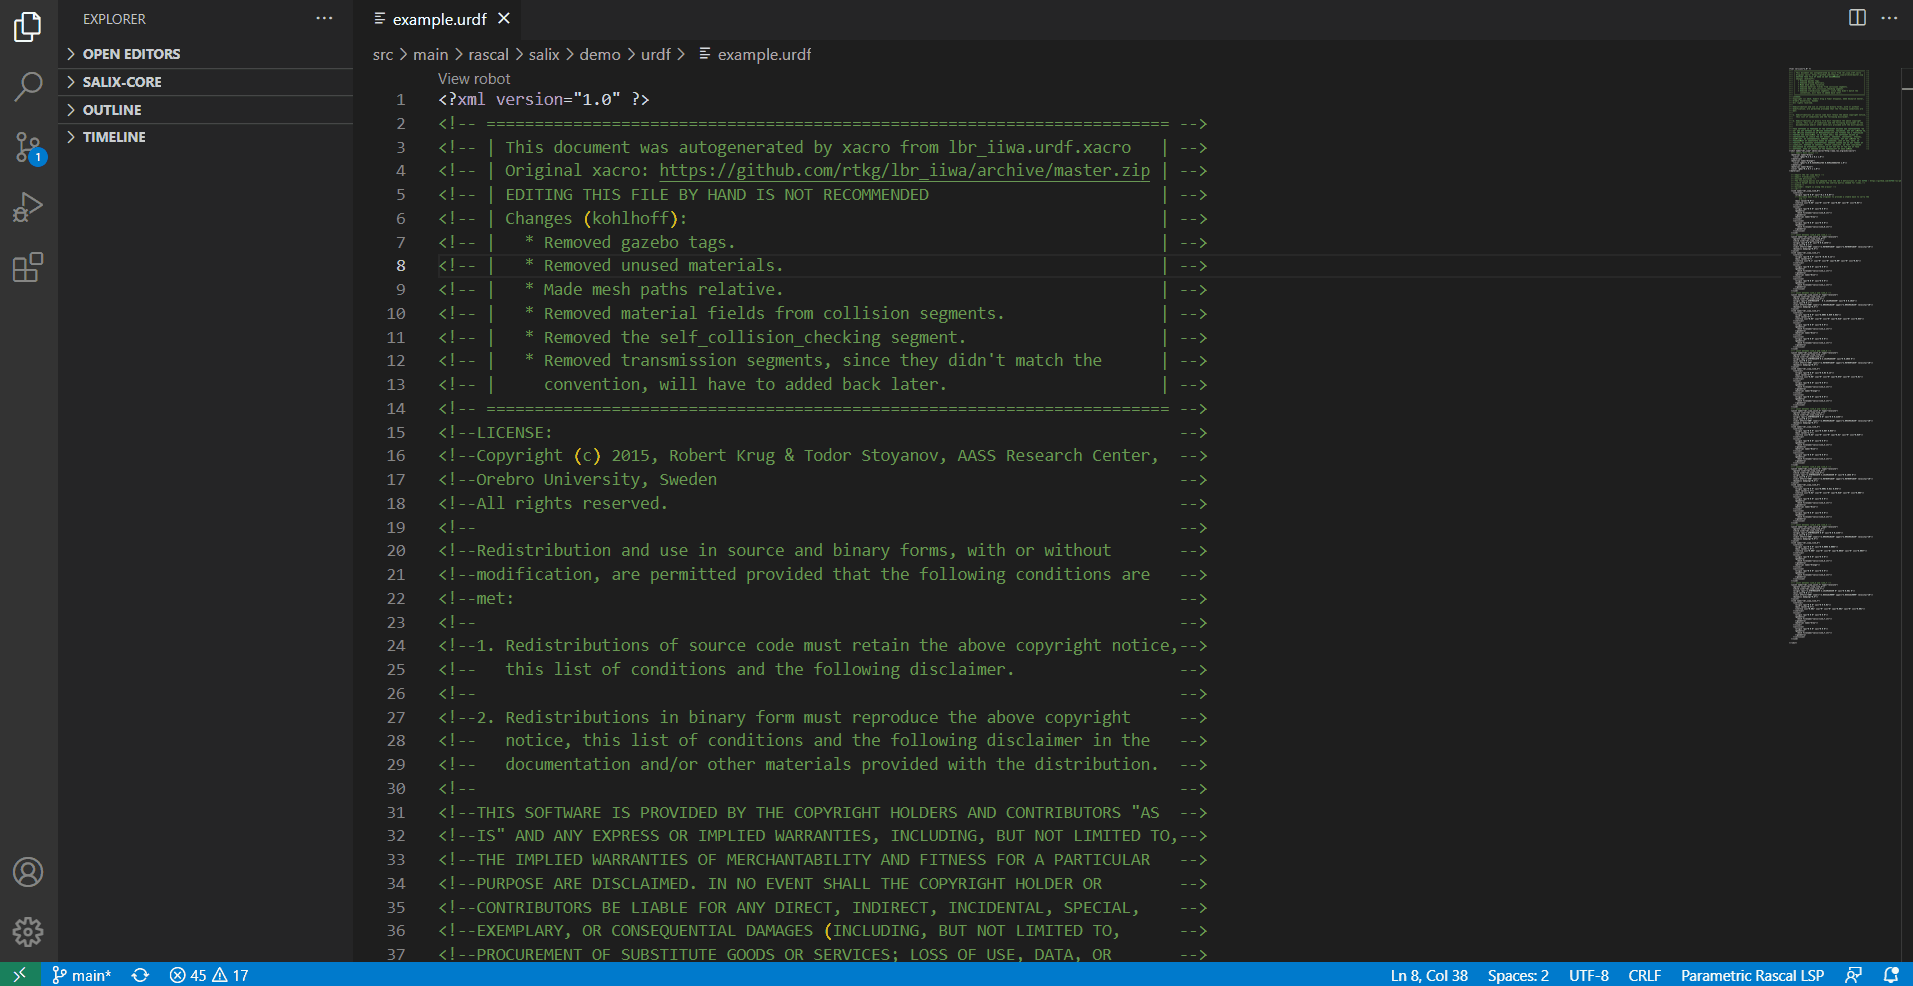 EXPLORER ···
OPEN EDITORS
SALIX-CORE
OUTLINE
TIMELINE
1
example.urdf
src > main > rascal > salix > demo > urdf > example.urdf
View robot
1 <?xml version="1.0" ?>
2 <!-- ======================================================================= -->
3 <!-- | This document was autogenerated by xacro from lbr_iiwa.urdf.xacro   | -->
4 <!-- | Original xacro: https://github.com/rtkg/lbr_iiwa/archive/master.zip | -->
5 <!-- | EDITING THIS FILE BY HAND IS NOT RECOMMENDED                        | -->
6 <!-- | Changes (kohlhoff):                                                 | -->
7 <!-- |   * Removed gazebo tags.                                            | -->
8 <!-- |   * Removed unused materials.                                       | -->
9 <!-- |   * Made mesh paths relative.                                       | -->
10 <!-- |   * Removed material fields from collision segments.                | -->
11 <!-- |   * Removed the self_collision_checking segment.                    | -->
12 <!-- |   * Removed transmission segments, since they didn't match the      | -->
13 <!-- |     convention, will have to added back later.                      | -->
14 <!-- ======================================================================= -->
15 <!--LICENSE:                                                                 -->
16 <!--Copyright (c) 2015, Robert Krug & Todor Stoyanov, AASS Research Center,  -->
17 <!--Orebro University, Sweden                                                -->
18 <!--All rights reserved.                                                     -->
19 <!--                                                                         -->
20 <!--Redistribution and use in source and binary forms, with or without       -->
21 <!--modification, are permitted provided that the following conditions are   -->
22 <!--met:                                                                     -->
23 <!--                                                                         -->
24 <!--1. Redistributions of source code must retain the above copyright notice,-->
25 <!--   this list of conditions and the following disclaimer.                 -->
26 <!--                                                                         -->
27 <!--2. Redistributions in binary form must reproduce the above copyright     -->
28 <!--   notice, this list of conditions and the following disclaimer in the   -->
29 <!--   documentation and/or other materials provided with the distribution.  -->
30 <!--                                                                         -->
31 <!--THIS SOFTWARE IS PROVIDED BY THE COPYRIGHT HOLDERS AND CONTRIBUTORS "AS  -->
32 <!--IS" AND ANY EXPRESS OR IMPLIED WARRANTIES, INCLUDING, BUT NOT LIMITED TO,-->
33 <!--THE IMPLIED WARRANTIES OF MERCHANTABILITY AND FITNESS FOR A PARTICULAR   -->
34 <!--PURPOSE ARE DISCLAIMED. IN NO EVENT SHALL THE COPYRIGHT HOLDER OR        -->
35 <!--CONTRIBUTORS BE LIABLE FOR ANY DIRECT, INDIRECT, INCIDENTAL, SPECIAL,    -->
36 <!--EXEMPLARY, OR CONSEQUENTIAL DAMAGES (INCLUDING, BUT NOT LIMITED TO,      -->
37 <!--PROCUREMENT OF SUBSTITUTE GOODS OR SERVICES; LOSS OF USE, DATA, OR       -->
main* 45 17 Ln 8, Col 38 Spaces: 2 UTF-8 CRLF Parametric Rascal LSP